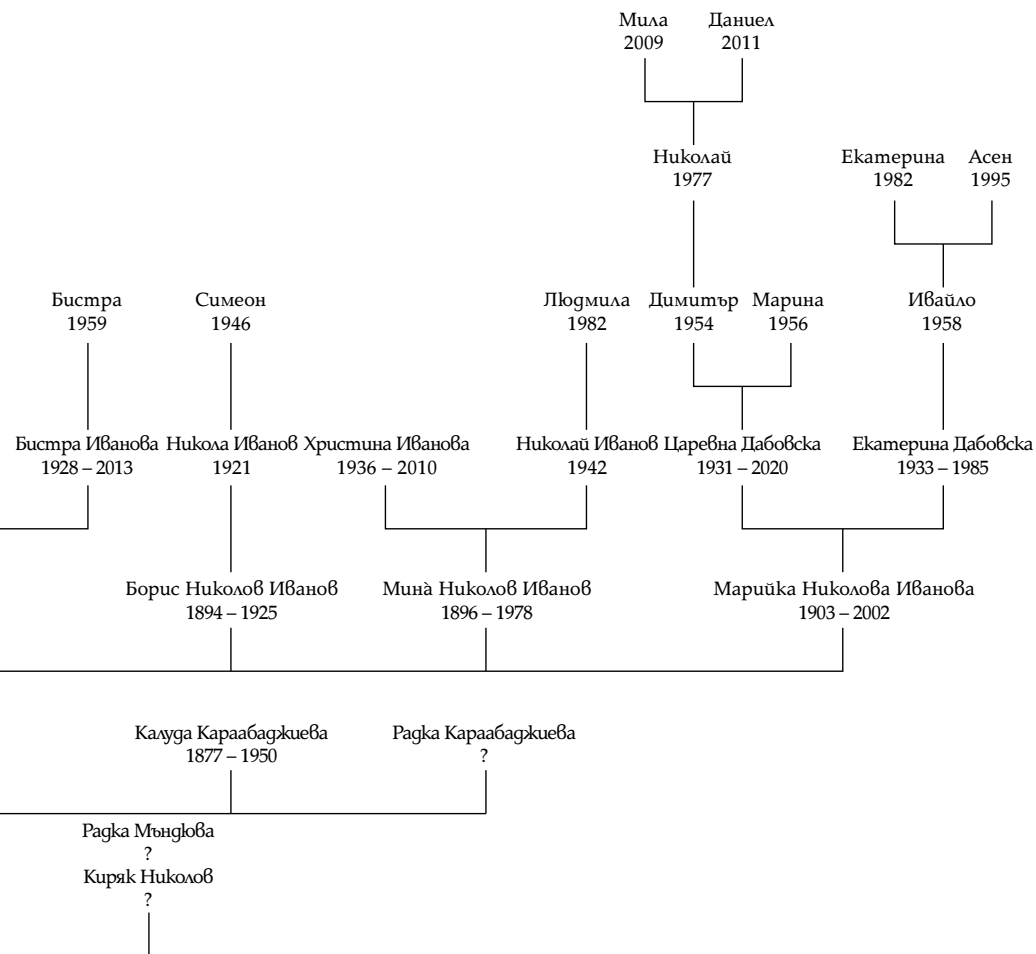 Мила Даниел
2009 2011
Николай Екатерина Асен
1977 1982 1995
Бистра Симеон Людмила Димитър Марина Ивайло
1959 1946 1982 1954 1956 1958
Бистра Иванова Никола Иванов Христина Иванова Николай Иванов Царевна Дабовска Екатерина Дабовска
1928 – 2013 1921 1936 – 2010 1942 1931 – 2020 1933 – 1985
Борис Николов Иванов Минà Николов Иванов Марийка Николова Иванова
1894 – 1925 1896 – 1978 1903 – 2002
Калуда Караабаджиева Радка Караабаджиева
1877 – 1950 ?
Радка Мъндюва
?
Киряк Николов
?